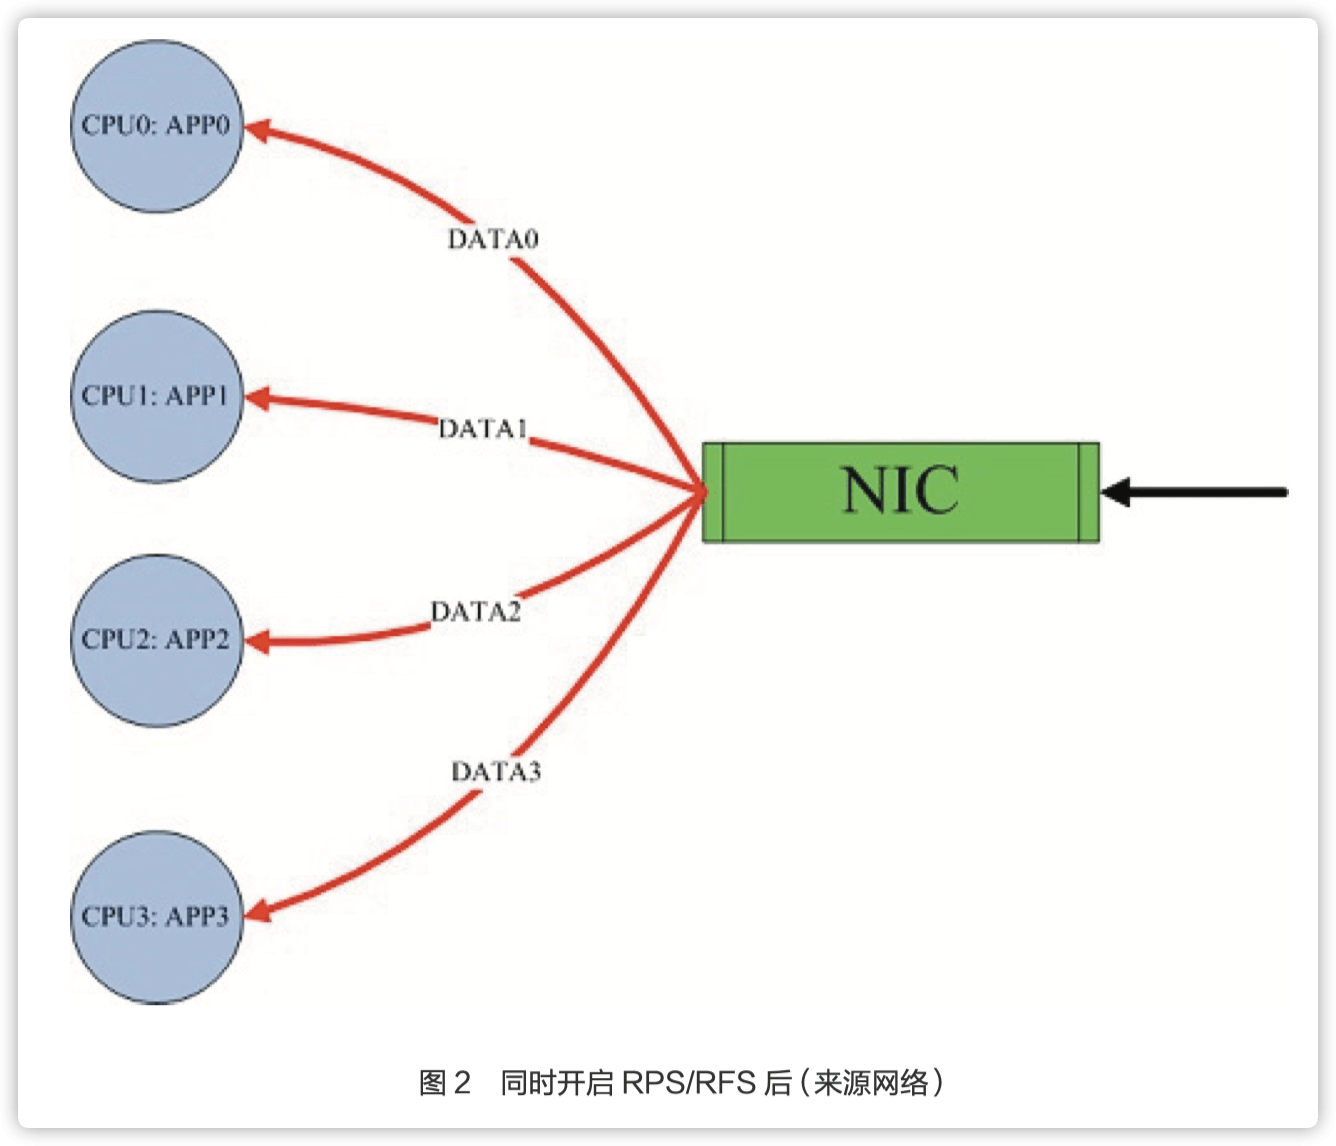 CPU0: APP0
DATA0
CPU1: APP1
DATA1
NIC
CPU2: APP2
DATA2
DATA3
CPU3: APP3
图 2 同时开启 RPS/RFS 后（来源网络）